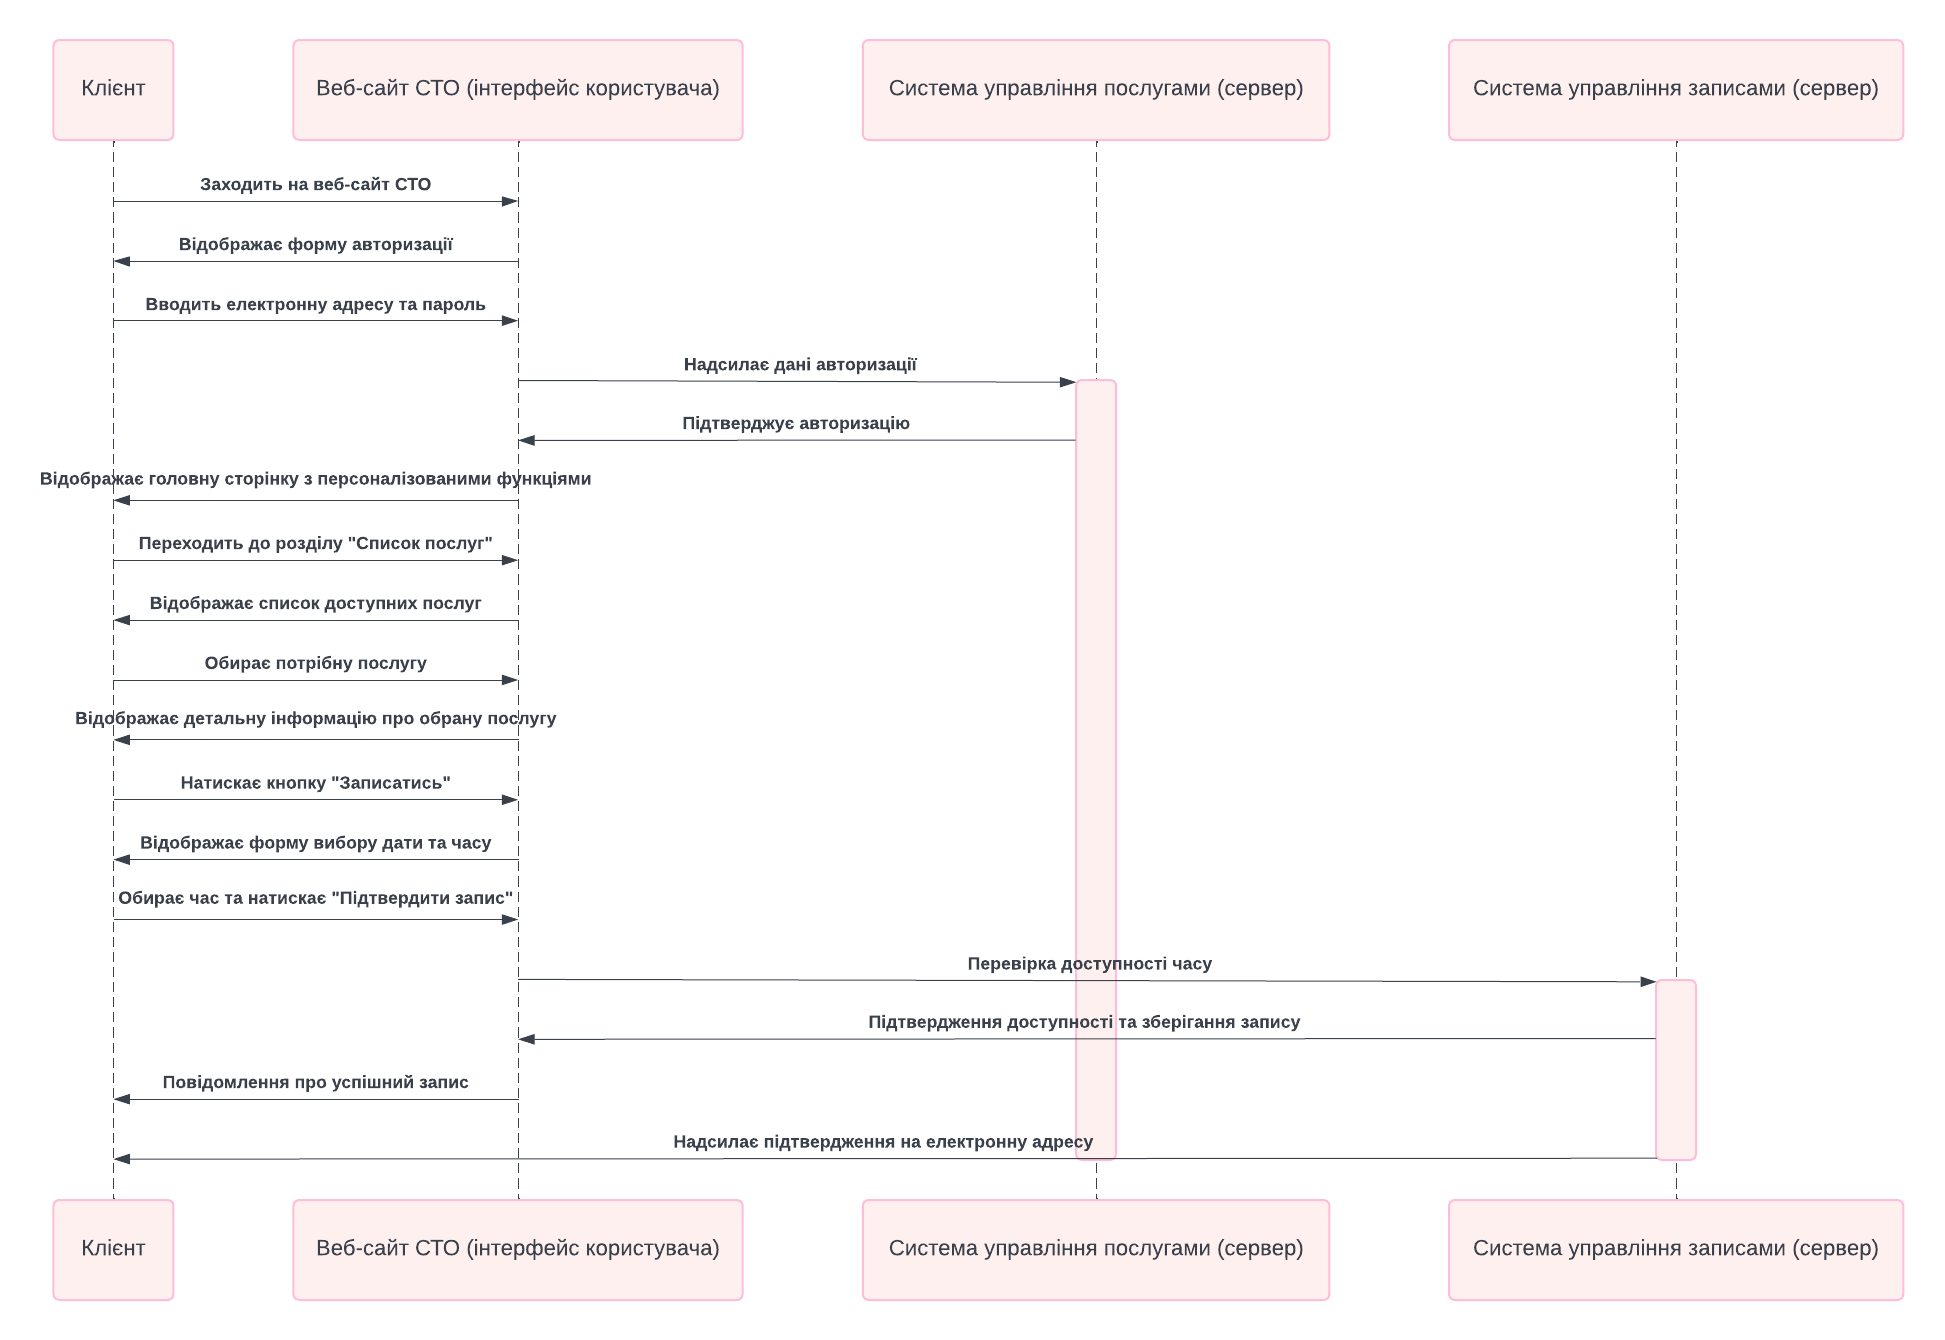 Клієнт
Веб-сайт СТО (інтерфейс користувача)
Система управління послугами (сервер)
Система управління записами (сервер)
Заходить на веб-сайт СТО
Відображає форму авторизації
Вводить електронну адресу та пароль
Надсилає дані авторизації
Підтверджує авторизацію
Відображає головну сторінку з персоналізованими функціями
Переходить до розділу "Список послуг"
Відображає список доступних послуг
Обирає потрібну послугу
Відображає детальну інформацію про обрану послугу
Натискає кнопку "Записатись"
Відображає форму вибору дати та часу
Обирає час та натискає "Підтвердити запис"
Перевірка доступності часу
Підтвердження доступності та зберігання запису
Повідомлення про успішний запис
Надсилає підтвердження на електронну адресу
Клієнт
Веб-сайт СТО (інтерфейс користувача)
Система управління послугами (сервер)
Система управління записами (сервер)